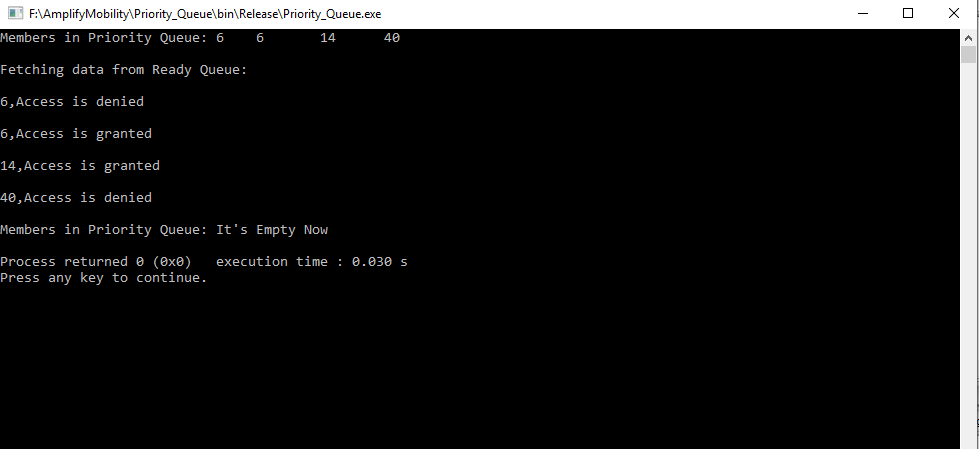 F:\AmplifyMobility\Priority_Queue\bin\Release\Priority_Queue.exe
Members in Priority Queue: 6    6       14      40
Fetching data from Ready Queue:
6,Access is denied
6,Access is granted
14,Access is granted
40,Access is denied
Members in Priority Queue: It's Empty Now
Process returned 0 (0x0)   execution time : 0.030 s
Press any key to continue.